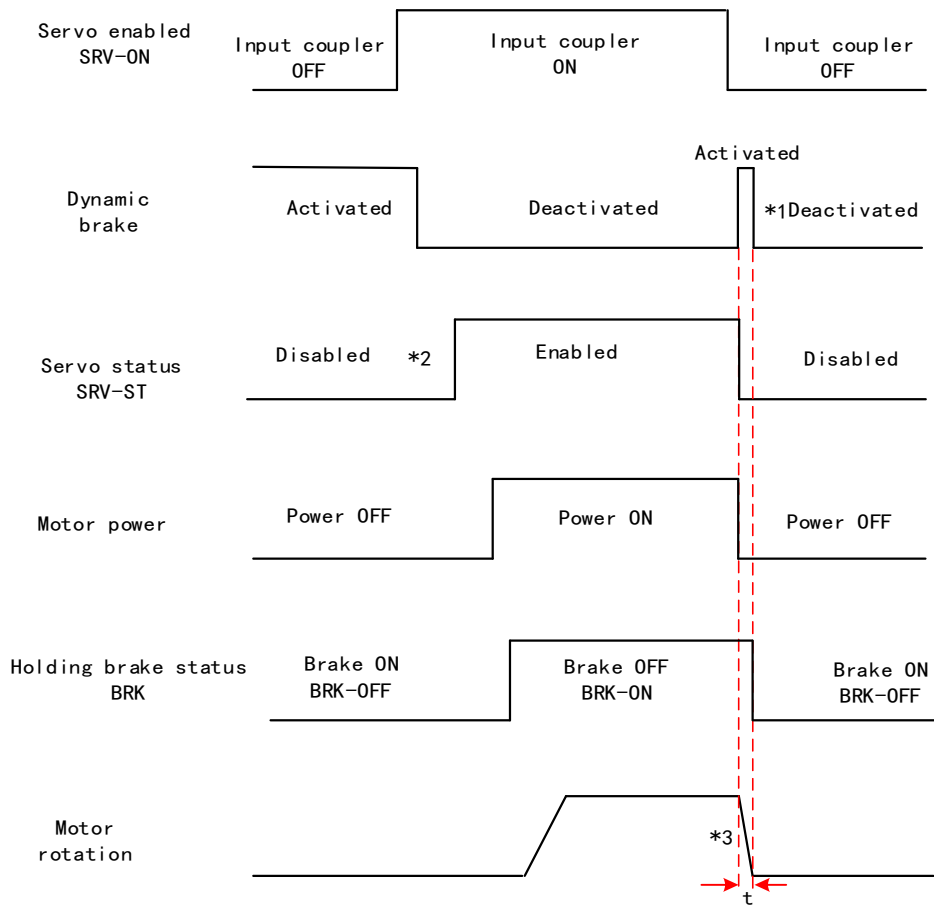 Servo enabled
SRV-ON
Input coupler
OFF
Input coupler
ON
Input coupler
OFF
Dynamic
brake
Activated
Deactivated
Activated
*1Deactivated
Servo status
SRV-ST
Disabled
*2
Enabled
Disabled
Motor power
Power OFF
Power ON
Power OFF
Holding brake status
BRK
Brake ON
BRK-OFF
Brake OFF
BRK-ON
Brake ON
BRK-OFF
Motor
rotation
*3
t